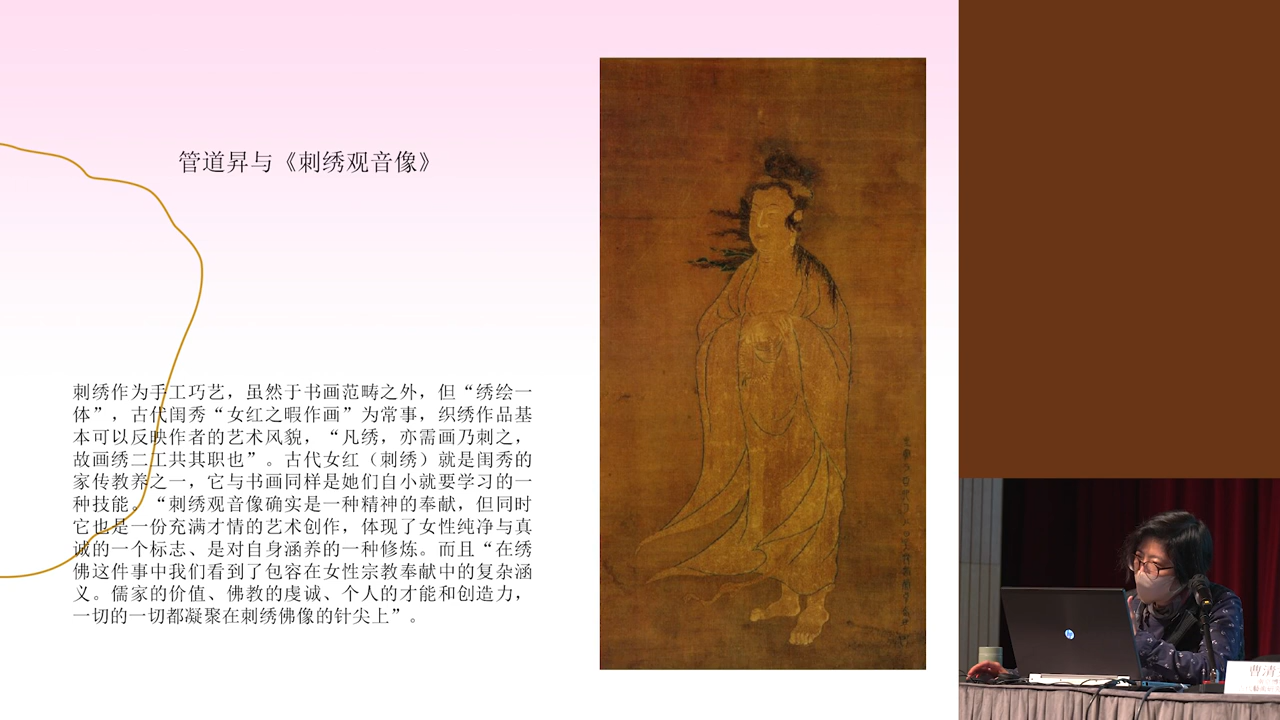 管道昇与《刺绣观音像》
刺绣作为手工巧艺，虽然于书画范畴之外，但“绣绘一
体”，古代闺秀“女红之暇作画”为常事，织绣作品基
本可以反映作者的艺术风貌，“凡绣，亦需画乃刺之，
故画绣二工共其职也”。古代女红（刺绣）就是闺秀的
家传教养之一，它与书画同样是她们自小就要学习的一
种技能。“刺绣观音像确实是一种精神的奉献，但同时
它也是一份充满才情的艺术创作，体现了女性纯净与真
诚的一个标志、是对自身涵养的一种修炼。而且“在绣
佛这件事中我们看到了包容在女性宗教奉献中的复杂涵
义。儒家的价值、佛教的虔诚、个人的才能和创造力，
一切的一切都凝聚在刺绣佛像的针尖上”。
hp
曹清